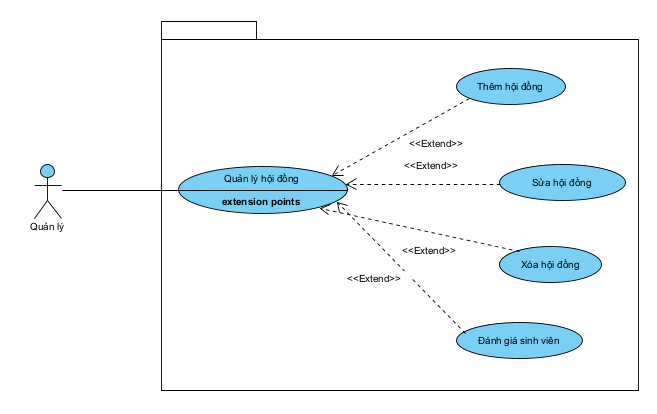 Thêm hội đồng
<<Extend>>
<<Extend>>
Quản lý hội đồng
Sửa hội đồng
extension points
Quản lý
<<Extend>>
Xóa hội đồng
<<Extend>>
Đánh giá sinh viên